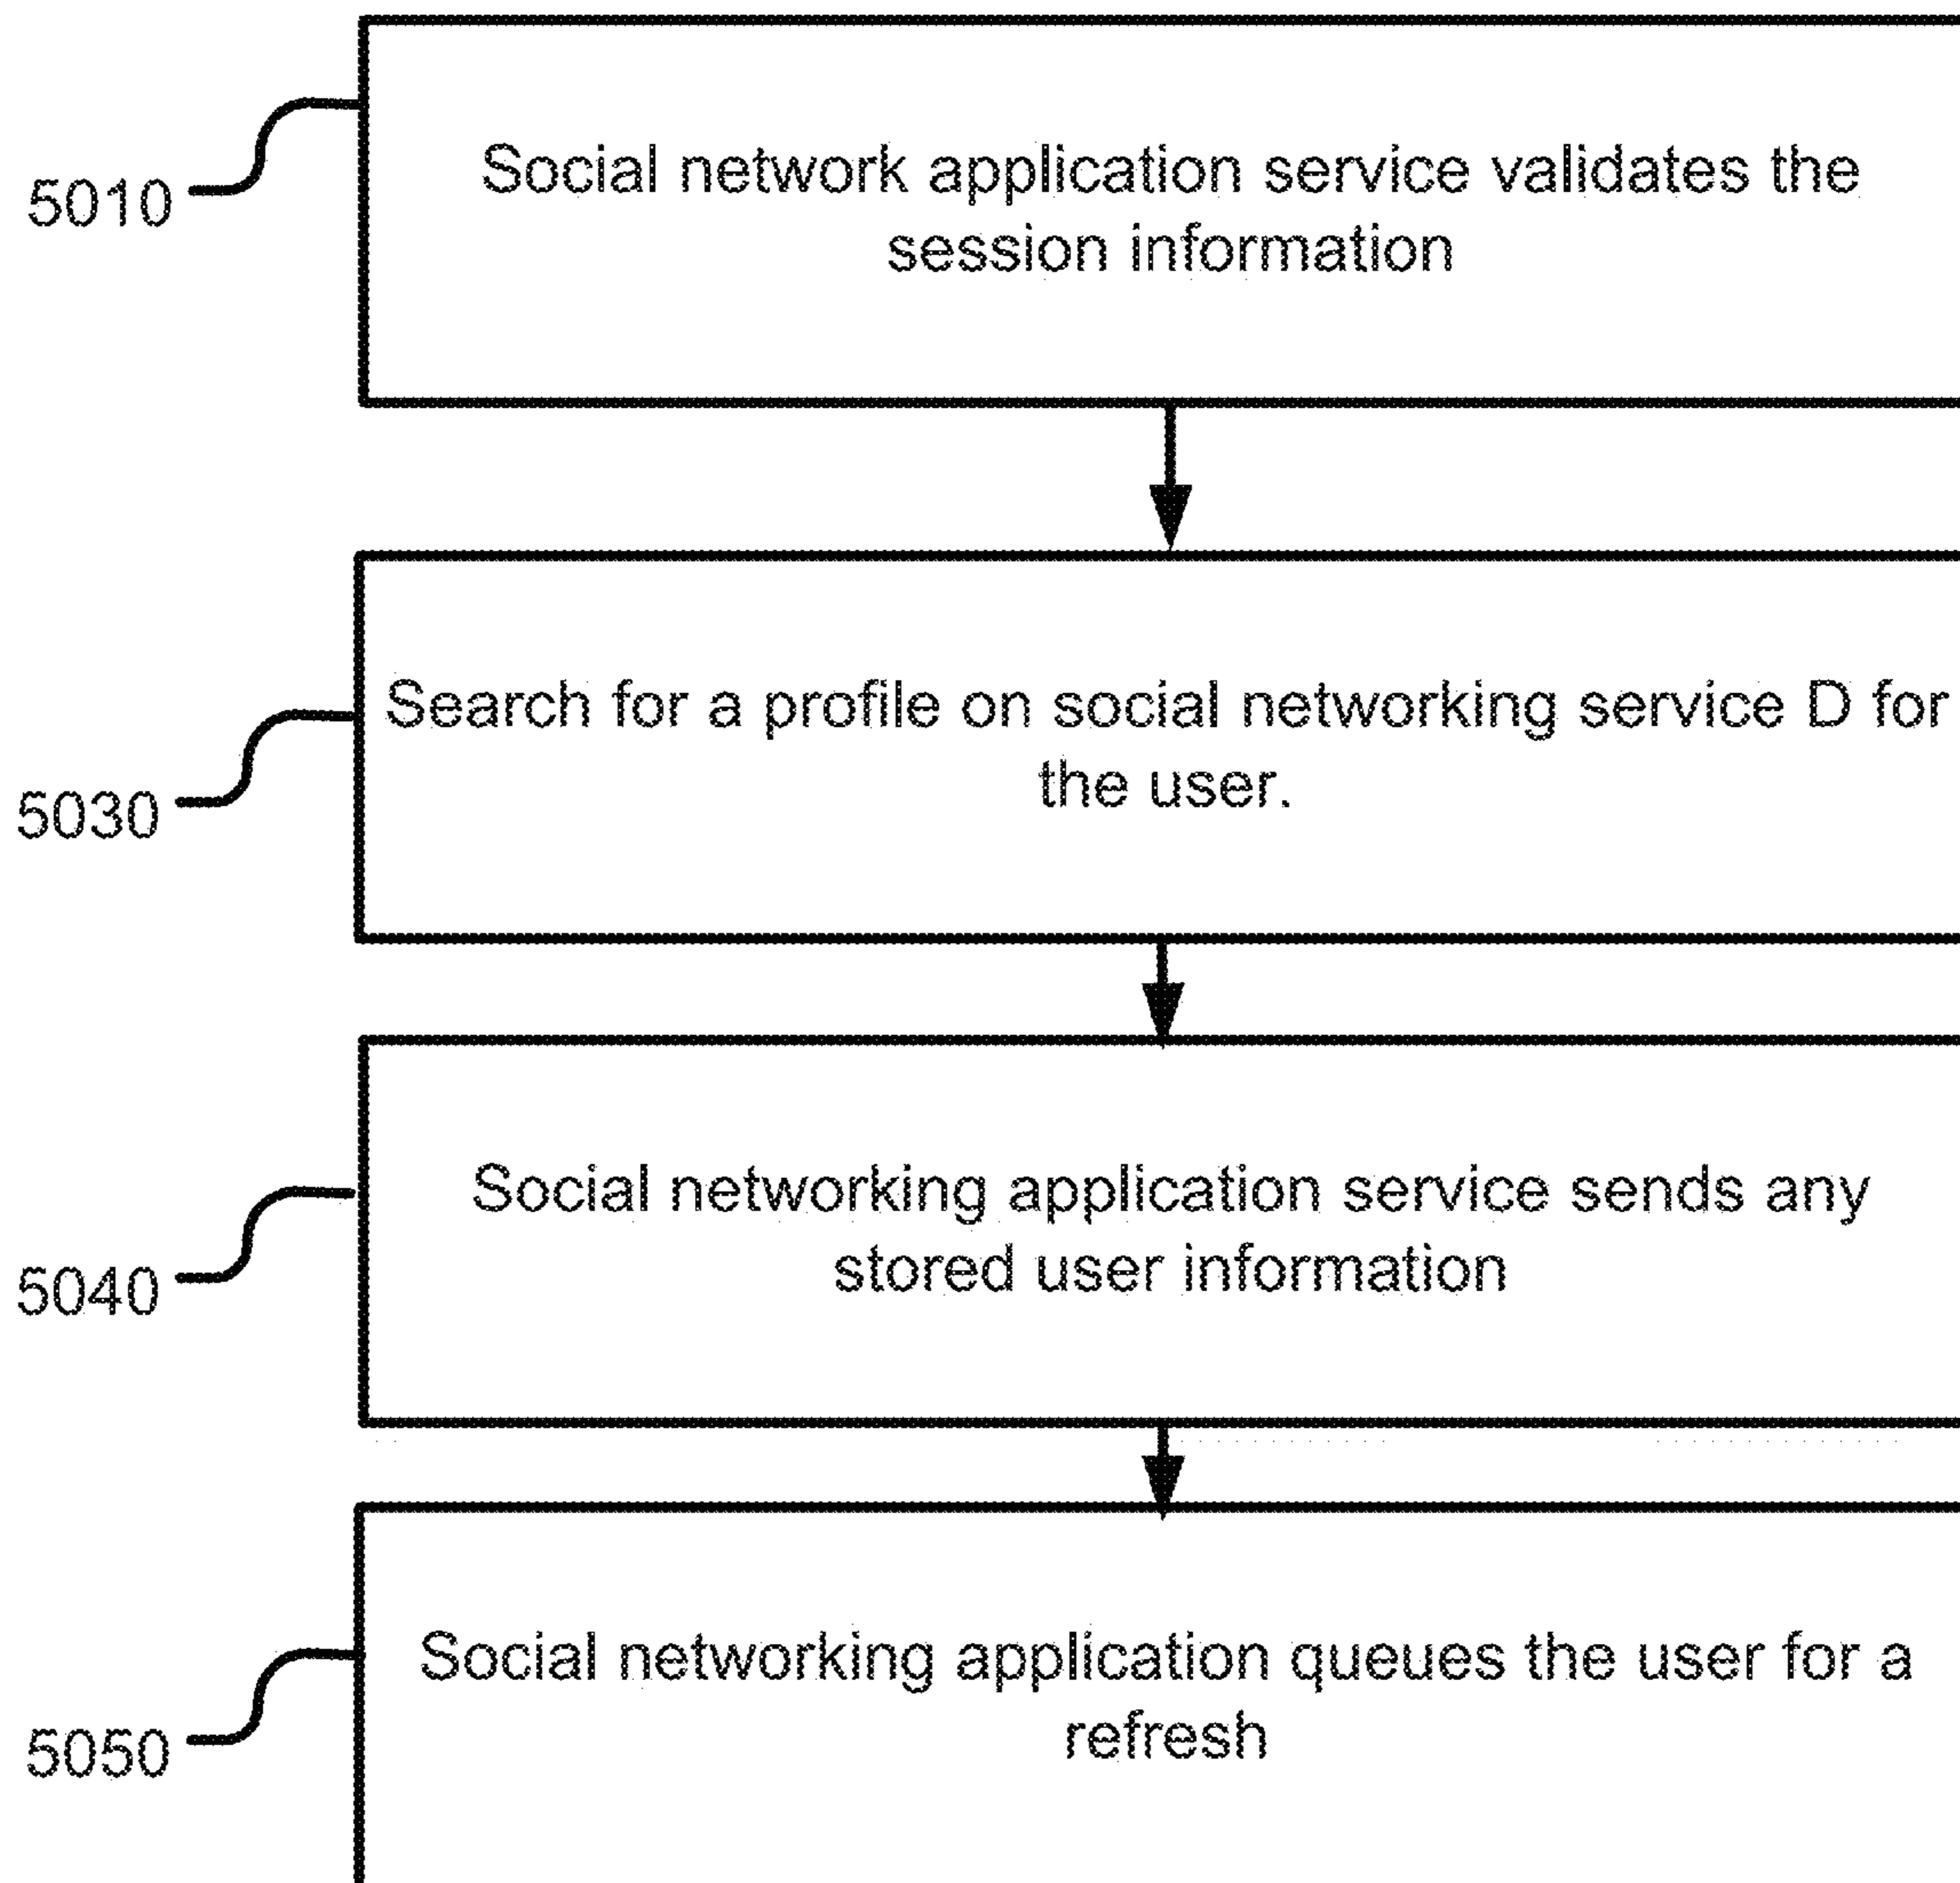 Social network application service validates the
session information
5010
Search for a profile on social networking service D for
the user.
5030
Social networking application service sends any
stored user information
5040
Social networking application queues the user for a
refresh
5050